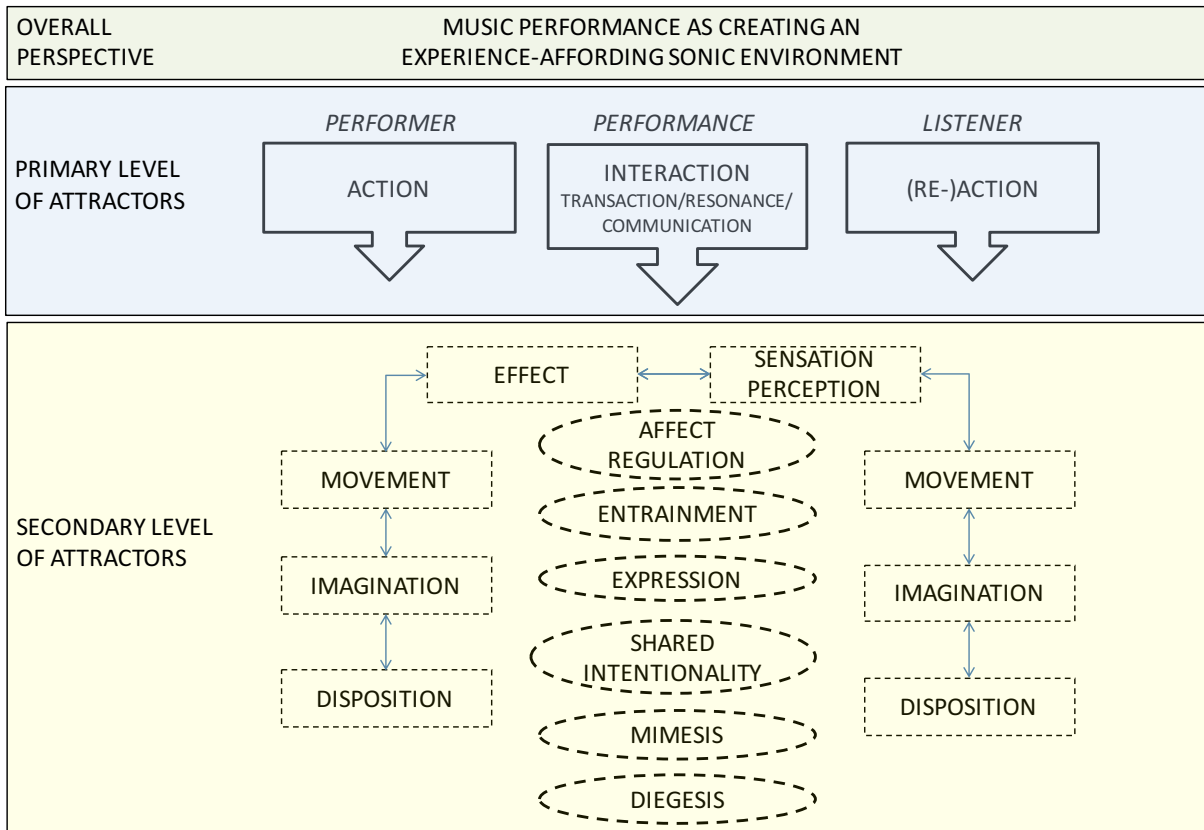 OVERALL
PERSPECTIVE
MUSIC PERFORMANCE AS CREATING AN
EXPERIENCE-AFFORDING SONIC ENVIRONMENT
PRIMARY LEVEL
OF ATTRACTORS
PERFORMER
ACTION
PERFORMANCE
INTERACTION
TRANSACTION/RESONANCE/
COMMUNICATION
LISTENER
(RE-)ACTION
SECONDARY LEVEL
OF ATTRACTORS
EFFECT
SENSATION
PERCEPTION
MOVEMENT
IMAGINATION
DISPOSITION
AFFECT
REGULATION
ENTRAINMENT
EXPRESSION
SHARED
INTENTIONALITY
MIMESIS
DIEGESIS
MOVEMENT
IMAGINATION
DISPOSITION